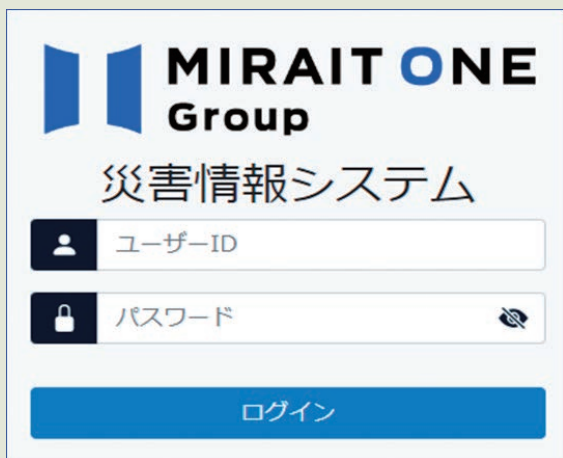 MIRAIT ONE
Group
災害情報システム
ユーザーID
パスワード
ログイン